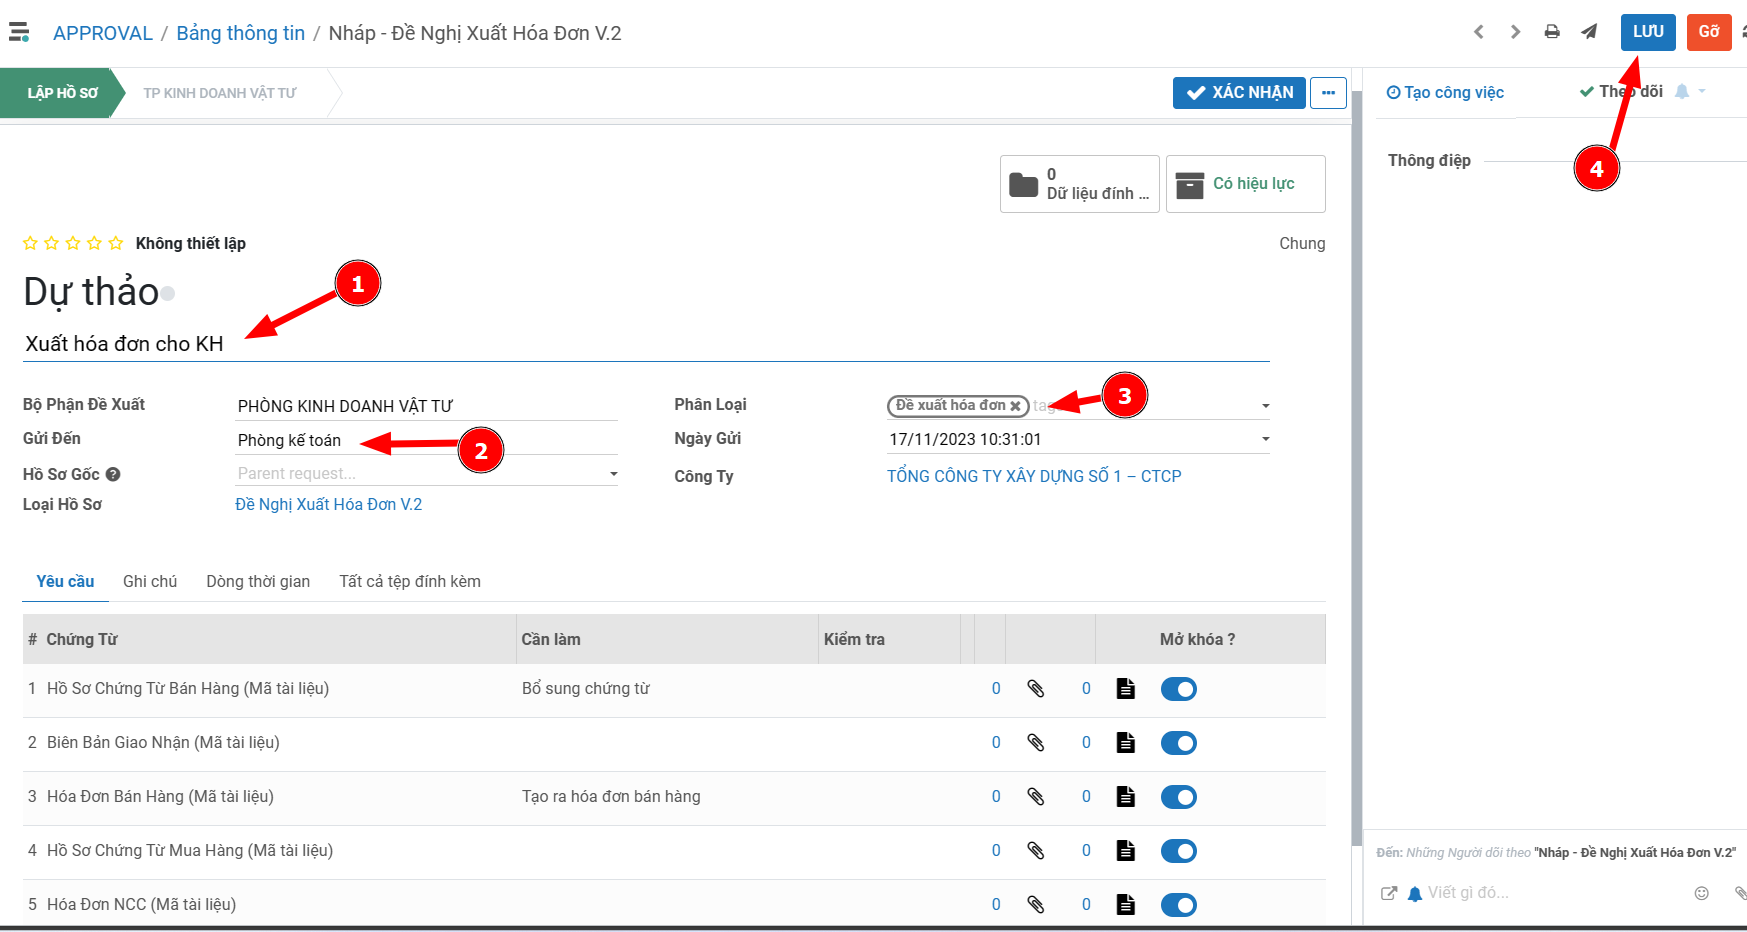 APPROVAL / Bảng thông tin / Nháp - Đề Nghị Xuất Hóa Đơn V.2
LƯU
Gỡ
LẬP HỒ SƠ
TP KINH DOANH VẬT TƯ
XÁC NHẬN
...
Tạo công việc
Theo dõi
Thông điệp
4
0
Dữ liệu đính ...
Có hiệu lực
Không thiết lập
Chung
Dự thảo
1
Xuất hóa đơn cho KH
Bộ Phận Đề Xuất
PHÒNG KINH DOANH VẬT TƯ
Phân Loại
Đề xuất hóa đơn
3
Gửi Đến
Phòng kế toán
2
Ngày Gửi
17/11/2023 10:31:01
Hồ Sơ Gốc ?
Parent request...
Công Ty
TỔNG CÔNG TY XÂY DỰNG SỐ 1 – CTCP
Loại Hồ Sơ
Đề Nghị Xuất Hóa Đơn V.2
Yêu cầu
Ghi chú
Dòng thời gian
Tất cả tệp đính kèm
# Chứng Từ
Cần làm
Kiểm tra
Mở khóa ?
1 Hồ Sơ Chứng Từ Bán Hàng (Mã tài liệu)
Bổ sung chứng từ
0
0
2 Biên Bản Giao Nhận (Mã tài liệu)
0
0
3 Hóa Đơn Bán Hàng (Mã tài liệu)
Tạo ra hóa đơn bán hàng
0
0
4 Hồ Sơ Chứng Từ Mua Hàng (Mã tài liệu)
0
0
5 Hóa Đơn NCC (Mã tài liệu)
0
0
Đến: Những Người dõi theo "Nháp - Đề Nghị Xuất Hóa Đơn V.2"
Viết gì đó...